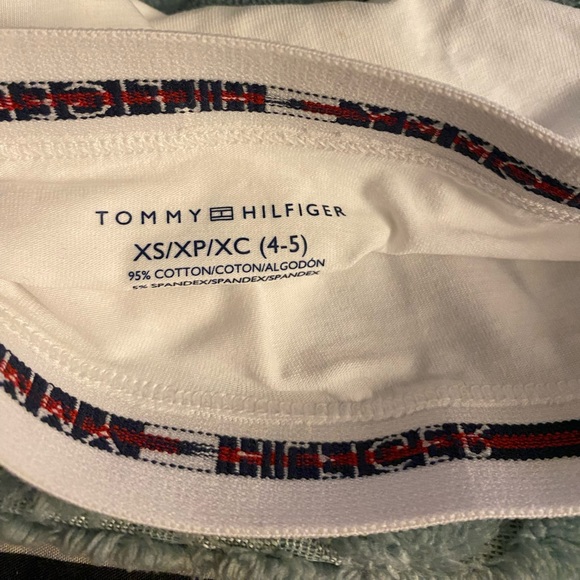 TOMMY HILFIGER
XS/XP/XC (4-5)
95% COTTON/COTON/ALGODÓN
5% SPANDEX/SPANDEX/SPANDEX